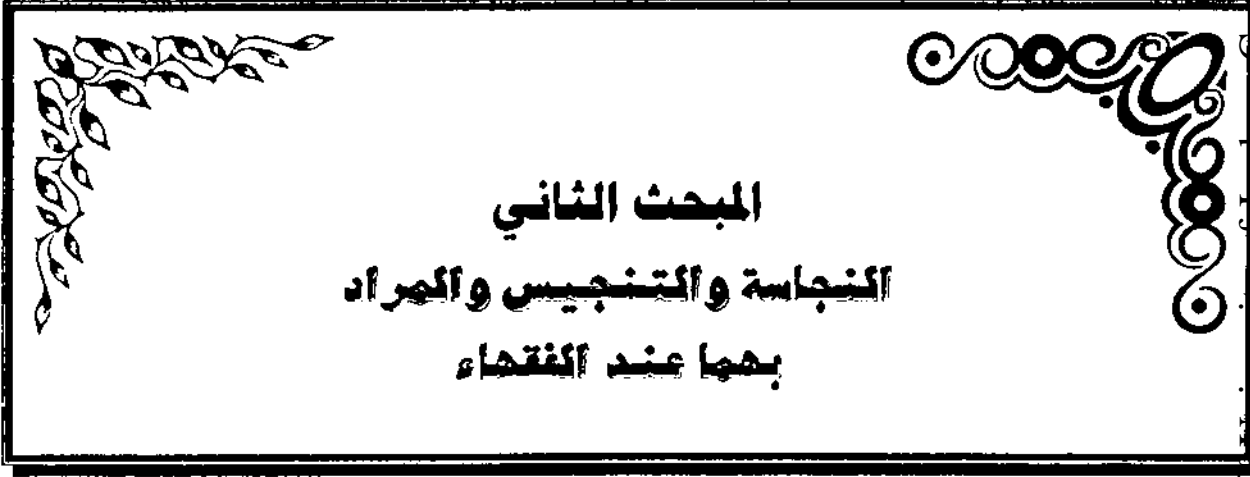 المبحث الثاني
النجاسة والتنجيس والمراد
بهما عند الفقهاء